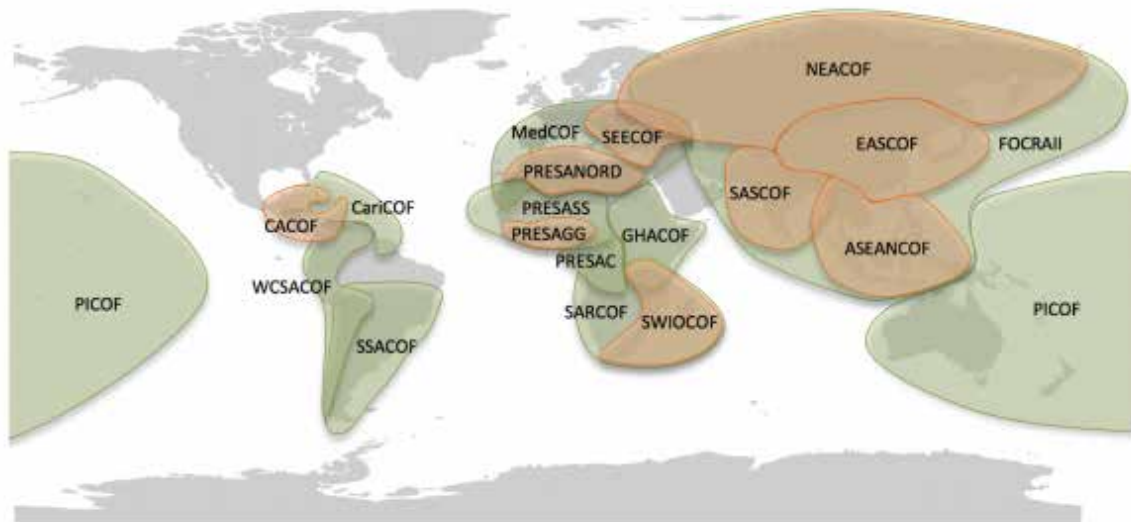 NEACOF
MedCOF
SEECOF
EASCOF
FOCRAII
PRESANORD
SASCOF
CariCOF
PRESASS
CACOF
PRESAGG
GHACOF
ASEANCOF
PRESAC
WCSACOF
PICOF
SARCOF
SWIOCOF
PICOF
SSACOF